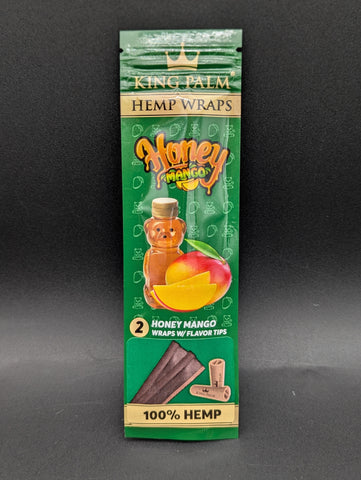 KING PALM®
HEMP WRAPS
Honey
MANGO
2 HONEY MANGO
WRAPS W/ FLAVOR TIPS
100% HEMP